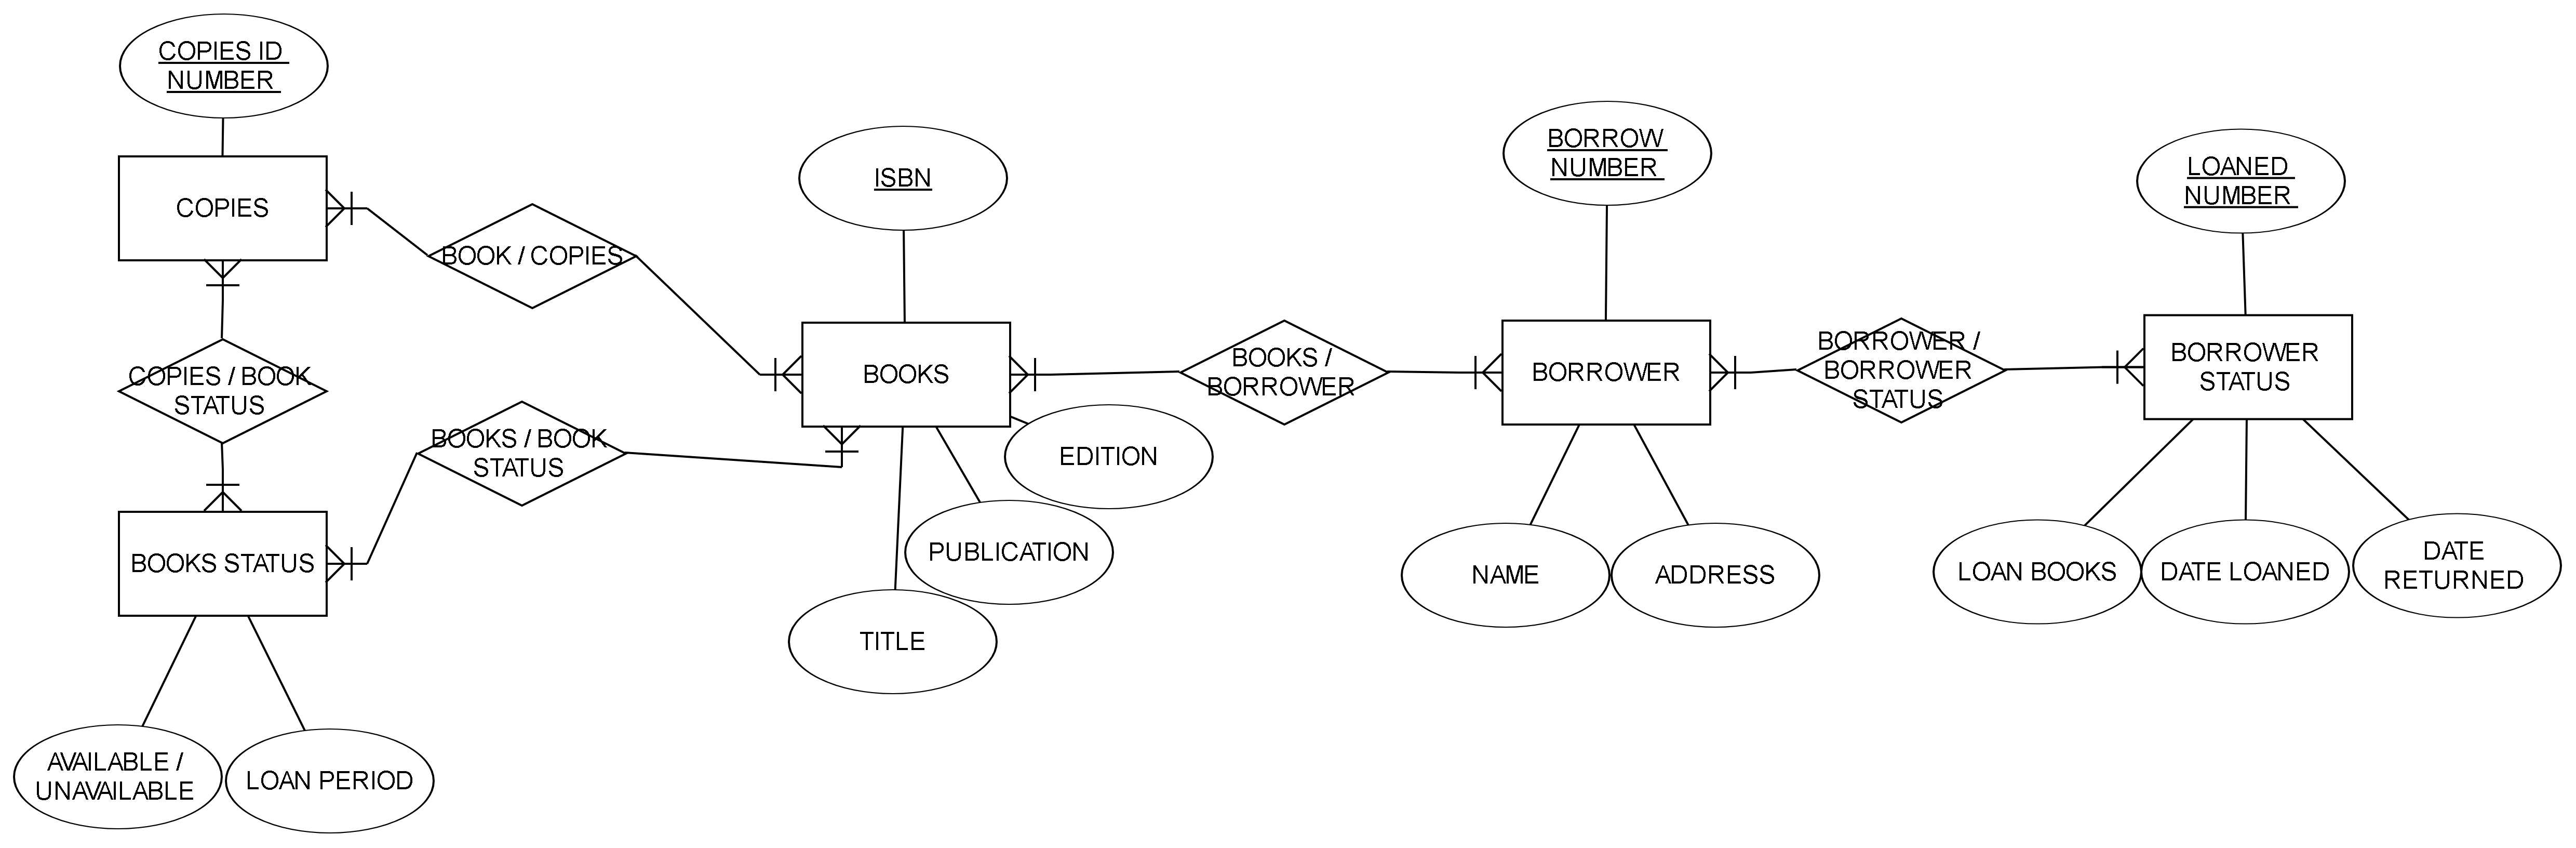 COPIES ID
NUMBER
COPIES
BOOK / COPIES
COPIES / BOOK
STATUS
BOOKS / BOOK
STATUS
BOOKS STATUS
AVAILABLE /
UNAVAILABLE
LOAN PERIOD
ISBN
BOOKS
EDITION
PUBLICATION
TITLE
BOOKS /
BORROWER
BORROW
NUMBER
BORROWER
NAME
ADDRESS
BORROWER /
BORROWER
STATUS
LOANED
NUMBER
BORROWER
STATUS
LOAN BOOKS
DATE LOANED
DATE
RETURNED